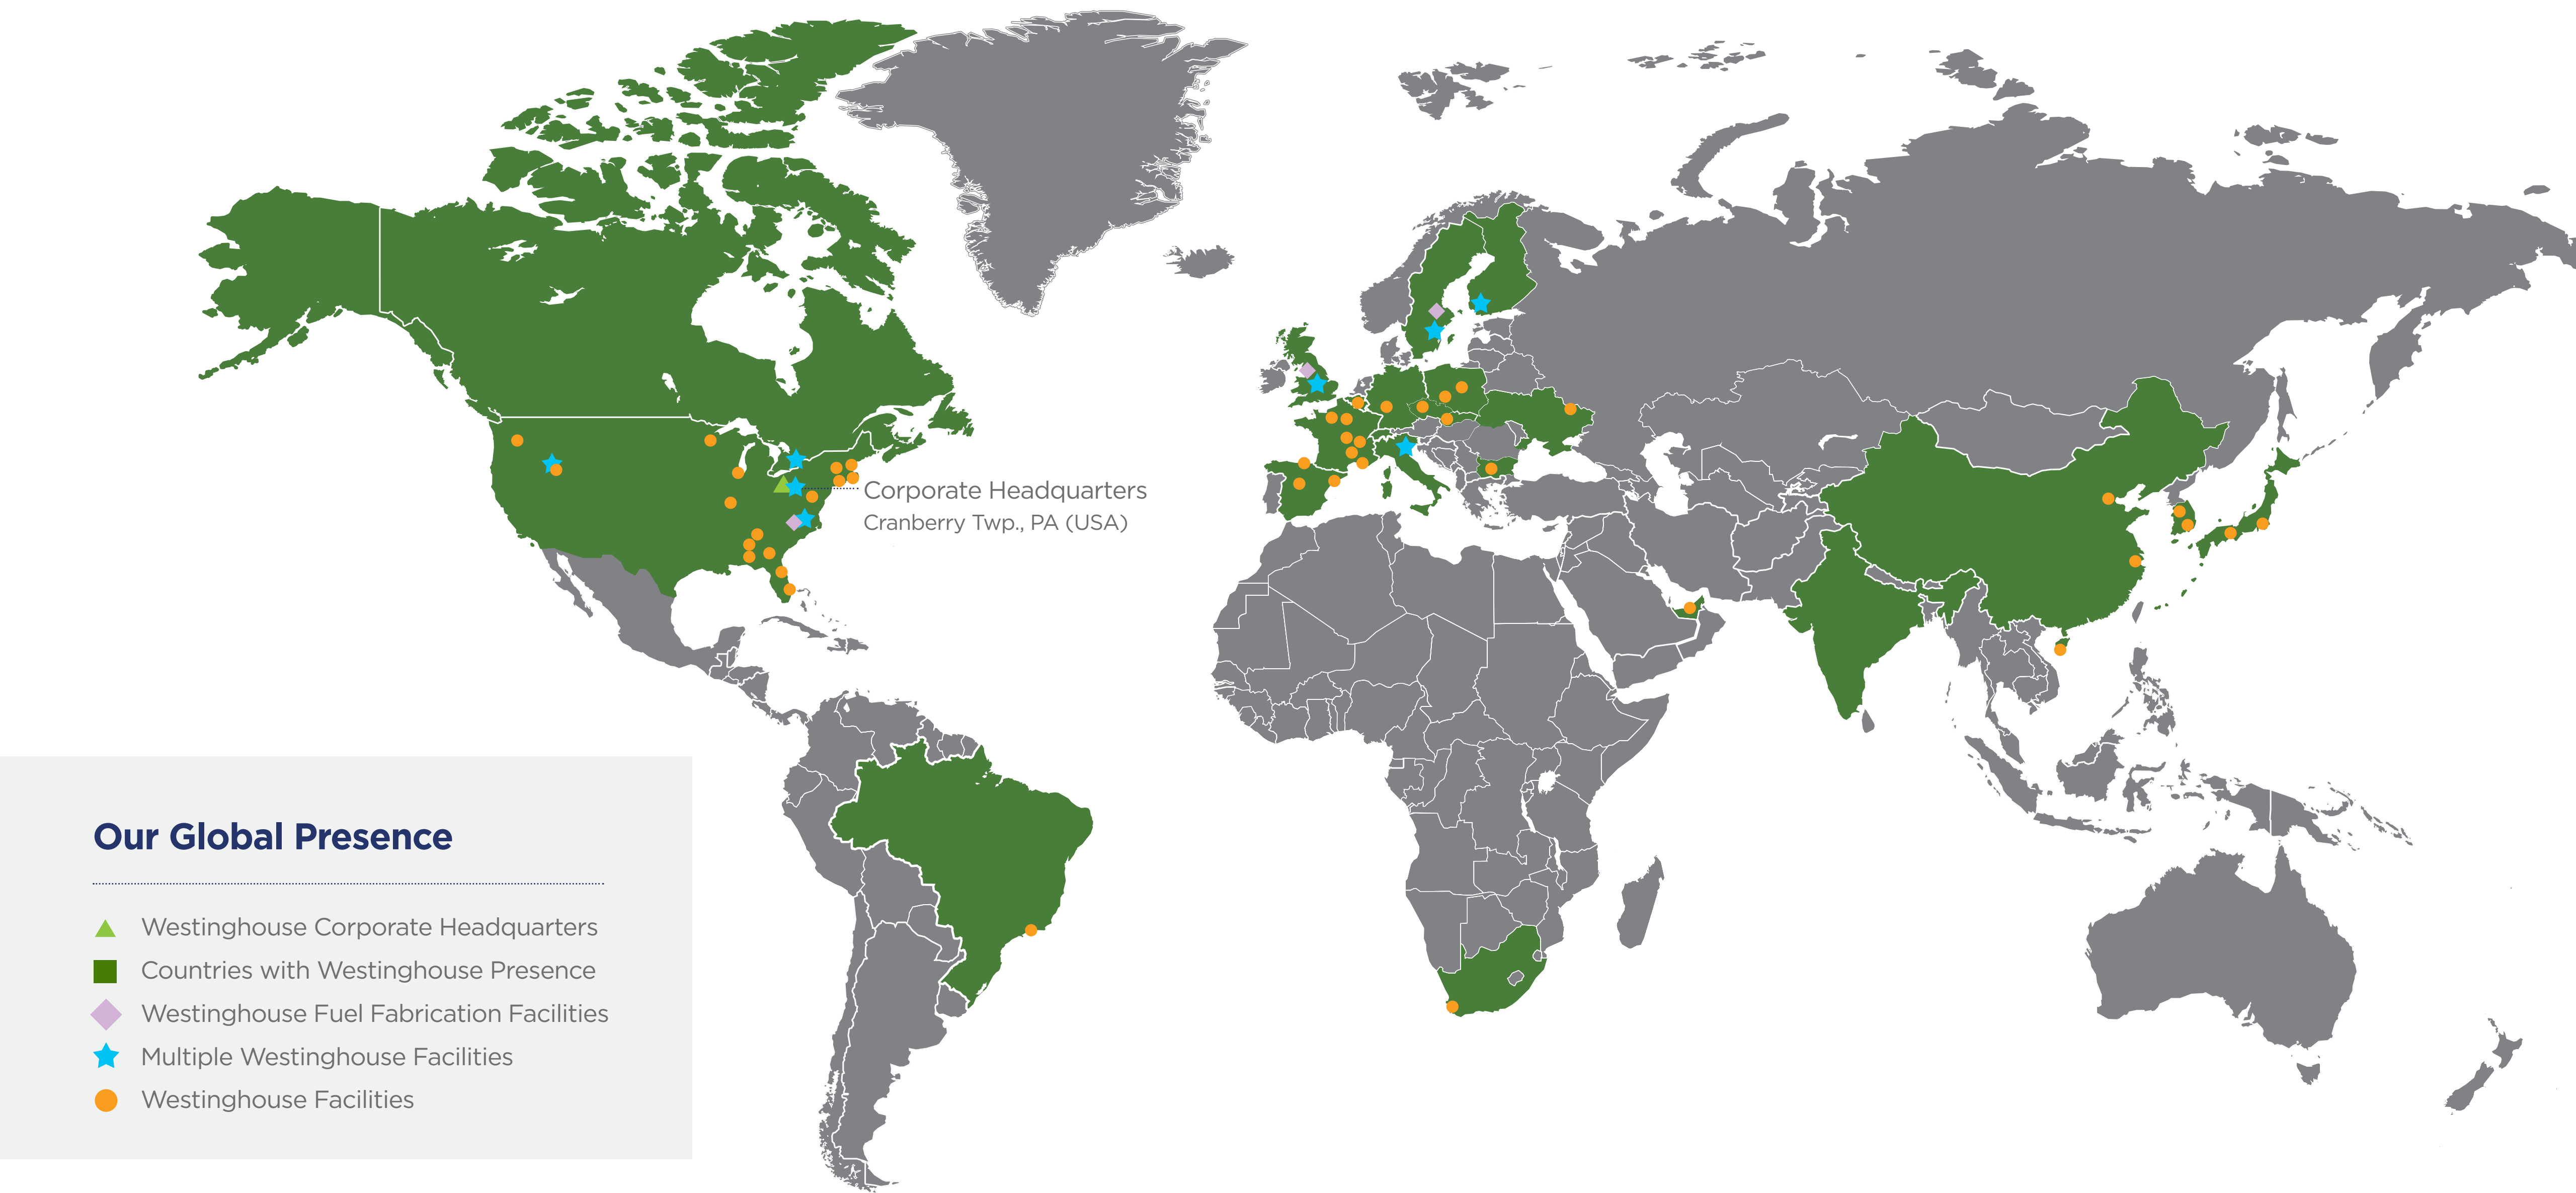 Corporate Headquarters
Cranberry Twp., PA (USA)
Our Global Presence
Westinghouse Corporate Headquarters
Countries with Westinghouse Presence
Westinghouse Fuel Fabrication Facilities
Multiple Westinghouse Facilities
Westinghouse Facilities